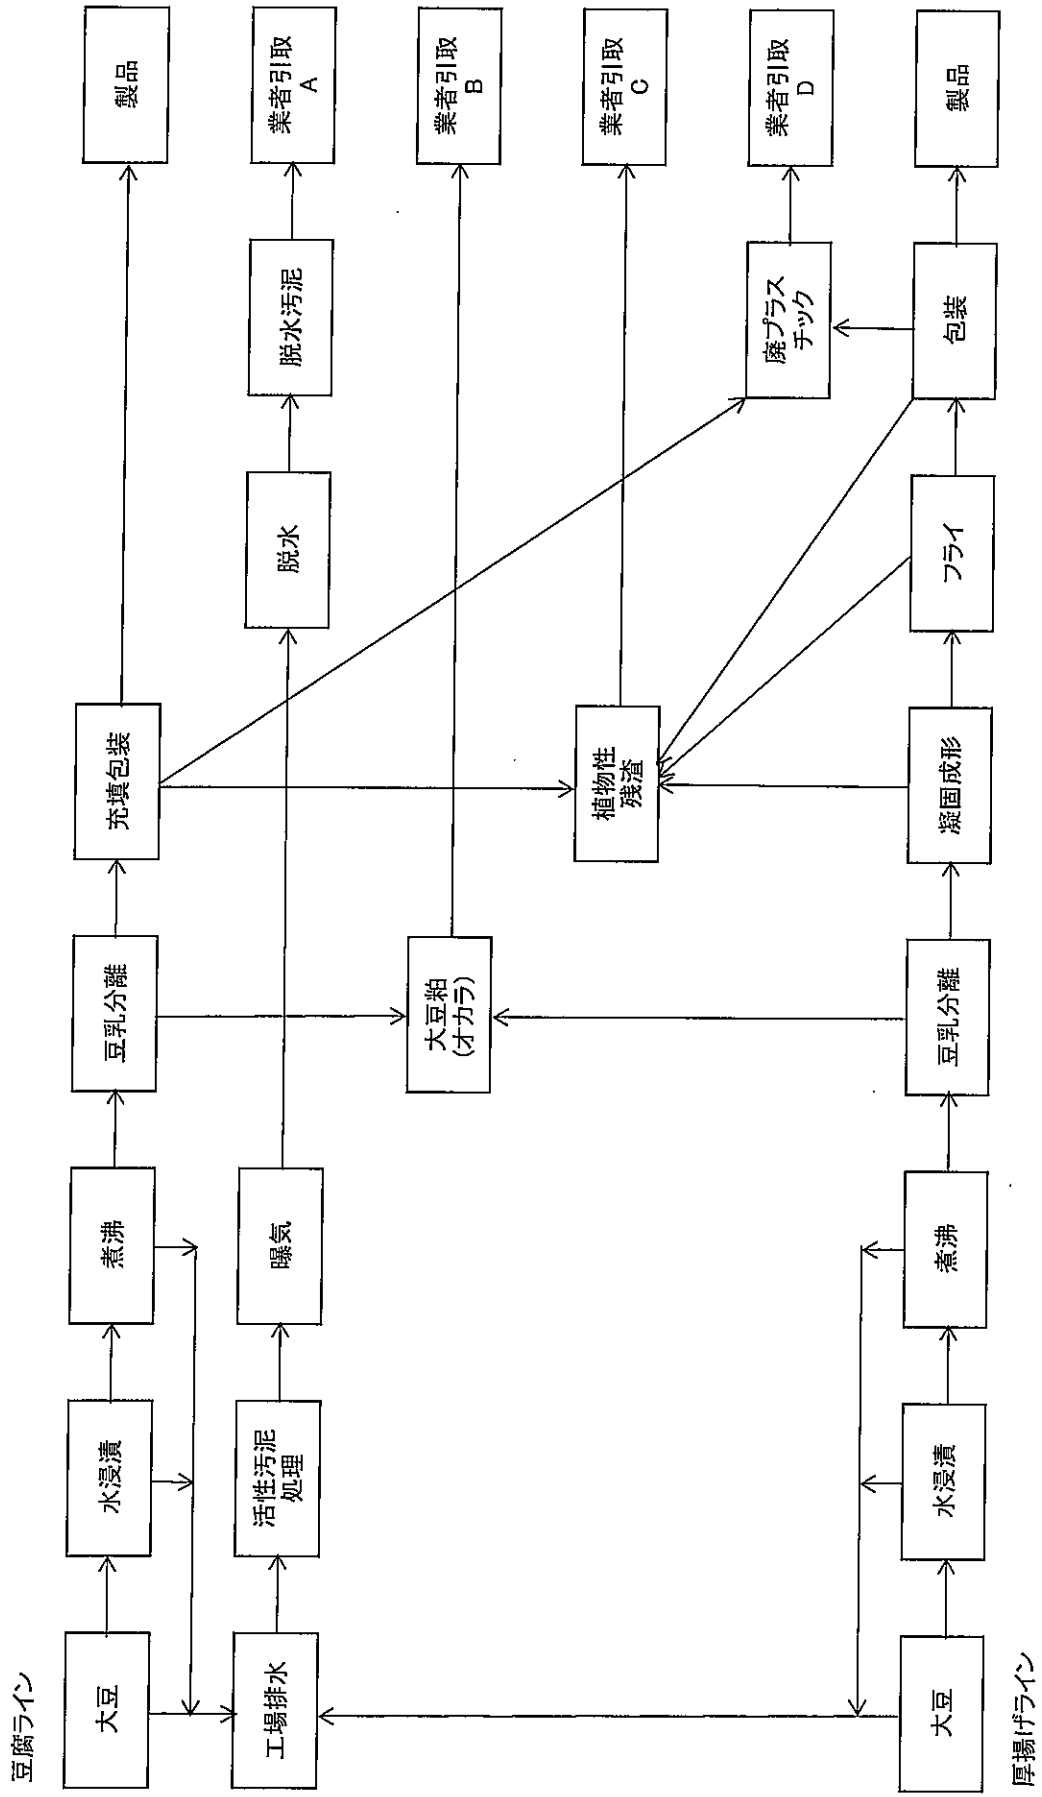 豆腐ライン
大豆
水浸漬
煮沸
豆乳分離
充填包装
製品
工場排水
活性汚泥
処理
曝気
脱水
脱水汚泥
業者引取
A
大豆粕
(オカラ)
業者引取
B
植物性
残渣
業者引取
C
廃プラス
チック
業者引取
D
大豆
水浸漬
煮沸
豆乳分離
凝固成形
フライ
包装
製品
厚揚げライン